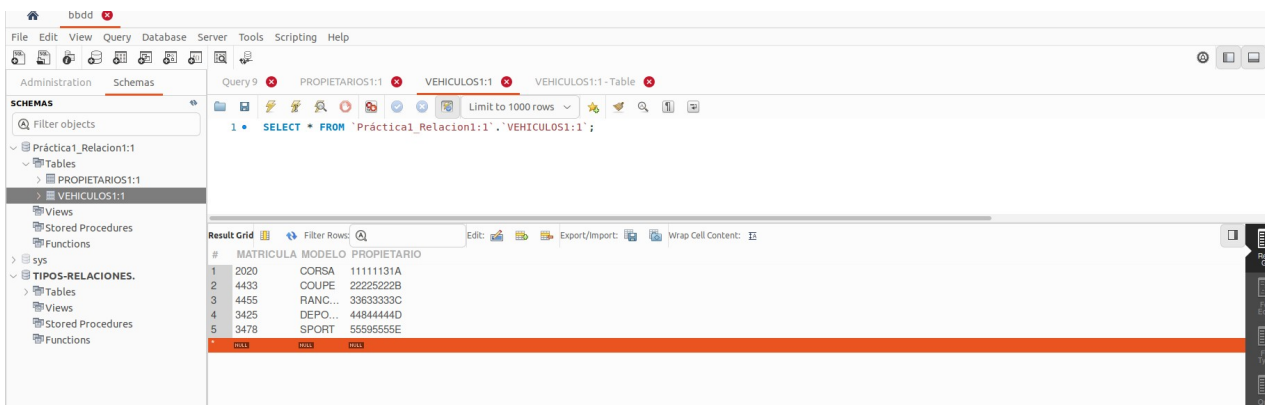 bbdd
File Edit View Query Database Server Tools Scripting Help
Administration Schemas
Query 9 PROPIETARIOS1:1 VEHICULOS1:1 VEHICULOS1:1 - Table
SCHEMAS
Filter objects
Limit to 1000 rows
1 SELECT * FROM `Práctica1_Relacion1:1`.`VEHICULOS1:1`;
Práctica1_Relacion1:1
Tables
PROPIETARIOS1:1
VEHICULOS1:1
Views
Stored Procedures
Functions
sys
TIPOS-RELACIONES.
Tables
Views
Stored Procedures
Functions
Result Grid Filter Rows: Edit: Export/Import: Wrap Cell Content:
# MATRICULA MODELO PROPIETARIO
1 2020 CORSA 11111131A
2 4433 COUPE 22225222B
3 4455 RANC... 33633333C
4 3425 DEPO... 44844444D
5 3478 SPORT 55595555E
* NULL NULL NULL